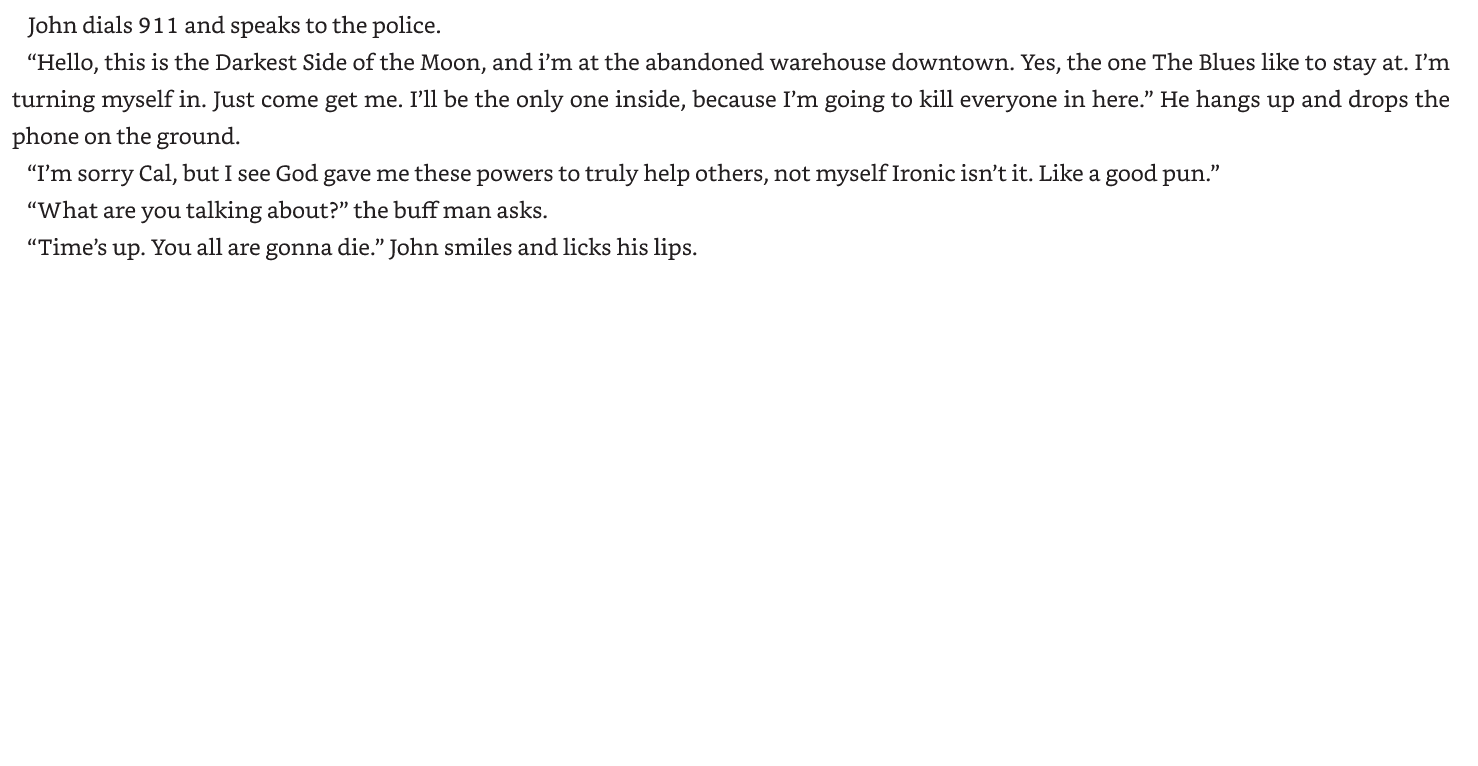 John dials 911 and speaks to the police.
“Hello, this is the Darkest Side of the Moon, and i’m at the abandoned warehouse downtown. Yes, the one The Blues like to stay at. I’m
turning myself in. Just come get me. I’ll be the only one inside, because I’m going to kill everyone in here.” He hangs up and drops the
phone on the ground.
“I’m sorry Cal, but I see God gave me these powers to truly help others, not myself Ironic isn’t it. Like a good pun.”
“What are you talking about?” the buff man asks.
“Time’s up. You all are gonna die.” John smiles and licks his lips.